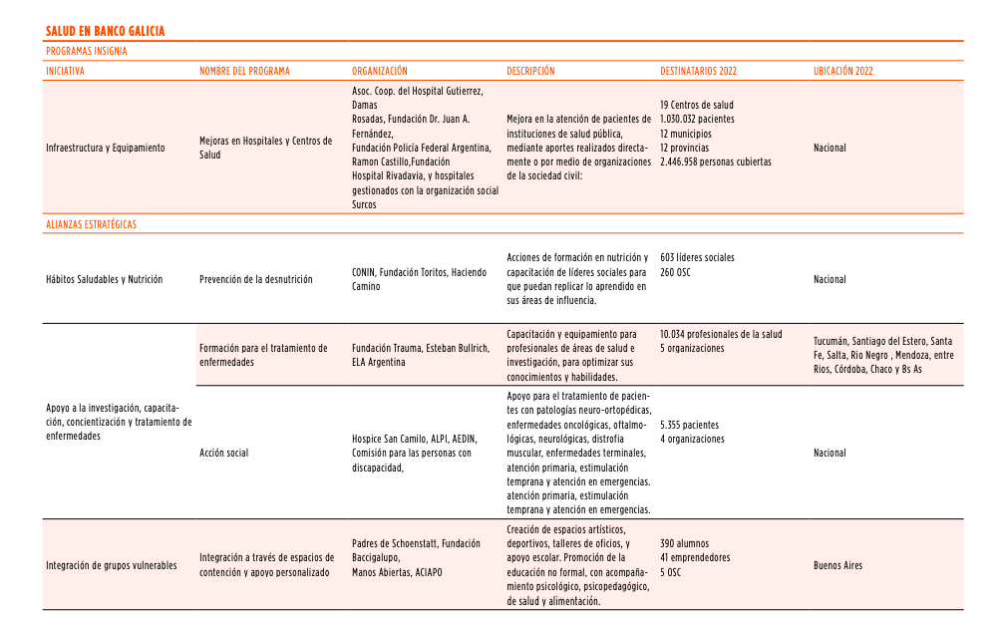 SALUD EN BANCO GALICIA
PROGRAMAS INSIGNIA
INICIATIVA
NOMBRE DEL PROGRAMA
ORGANIZACIÓN
DESCRIPCIÓN
DESTINATARIOS 2022
UBICACIÓN 2022
Infraestructura y Equipamiento
Mejoras en Hospitales y Centros de
Salud
Asoc. Coop. del Hospital Gutierrez,
Damas
Rosadas, Fundación Dr. Juan A.
Fernández,
Fundación Policía Federal Argentina,
Ramon Castillo,Fundación
Hospital Rivadavia, y hospitales
gestionados con la organización social
Surcos
Mejora en la atención de pacientes de
instituciones de salud pública,
mediante aportes realizados directa-
mente o por medio de organizaciones
de la sociedad civil:
19 Centros de salud
1.030.032 pacientes
12 municipios
12 provincias
2.446.958 personas cubiertas
Nacional
ALIANZAS ESTRATÉGICAS
Hábitos Saludables y Nutrición
Prevención de la desnutrición
CONIN, Fundación Toritos, Haciendo
Camino
Acciones de formación en nutrición y
capacitación de líderes sociales para
que puedan replicar lo aprendido en
sus áreas de influencia.
603 líderes sociales
260 OSC
Nacional
Apoyo a la investigación, capacita-
ción, concientización y tratamiento de
enfermedades
Formación para el tratamiento de
enfermedades
Fundación Trauma, Esteban Bullrich,
ELA Argentina
Capacitación y equipamiento para
profesionales de áreas de salud e
investigación, para optimizar sus
conocimientos y habilidades.
10.034 profesionales de la salud
5 organizaciones
Tucumán, Santiago del Estero, Santa
Fe, Salta, Rio Negro , Mendoza, entre
Rios, Córdoba, Chaco y Bs As
Acción social
Hospice San Camilo, ALPI, AEDIN,
Comisión para las personas con
discapacidad,
Apoyo para el tratamiento de pacien-
tes con patologías neuro-ortopédicas,
enfermedades oncológicas, oftalmo-
lógicas, neurológicas, distrofia
muscular, enfermedades terminales,
atención primaria, estimulación
temprana y atención en emergencias.
atención primaria, estimulación
temprana y atención en emergencias.
5.355 pacientes
4 organizaciones
Nacional
Integración de grupos vulnerables
Integración a través de espacios de
contención y apoyo personalizado
Padres de Schoenstatt, Fundación
Baccigalupo,
Manos Abiertas, ACIAPO
Creación de espacios artísticos,
deportivos, talleres de oficios, y
apoyo escolar. Promoción de la
educación no formal, con acompaña-
miento psicológico, psicopedagógico,
de salud y alimentación.
390 alumnos
41 emprendedores
5 OSC
Buenos Aires